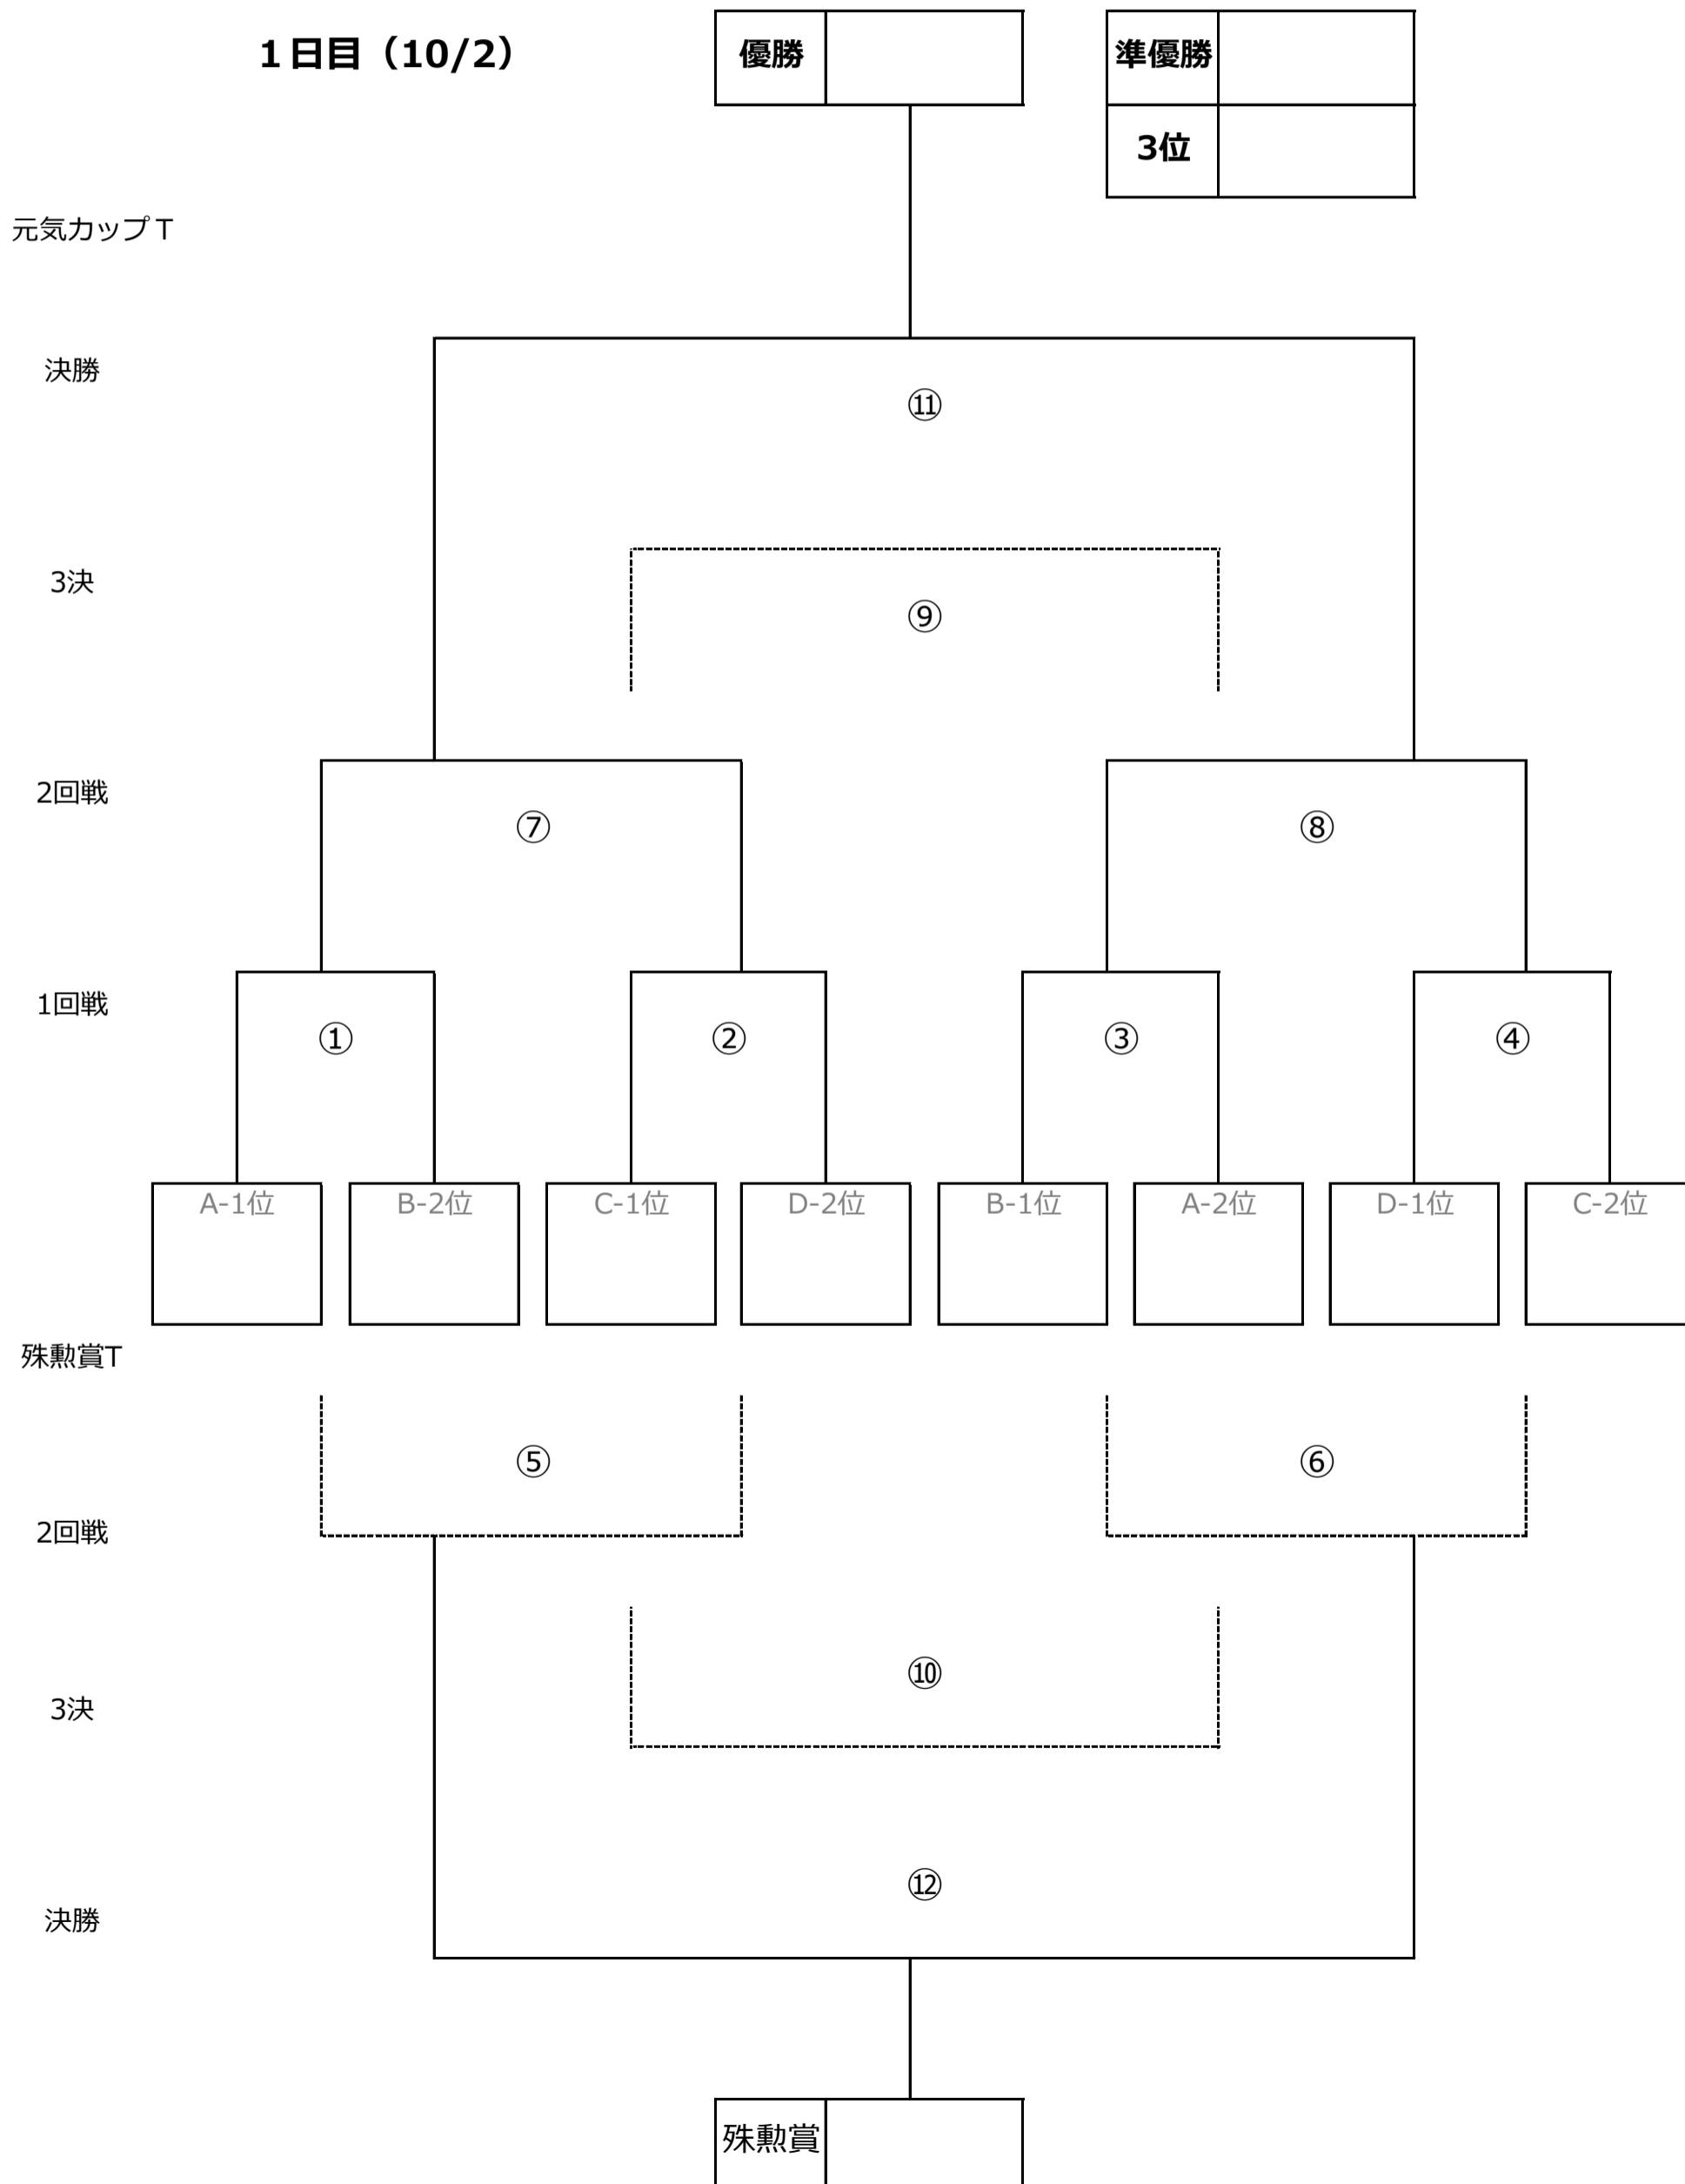 １日目（10/2）
優勝
準優勝
3位
元気カップＴ
決勝
⑪
3決
⑨
2回戦
⑦ ⑧
1回戦
① ② ③ ④
A-1位 B-2位 C-1位 D-2位 B-1位 A-2位 D-1位 C-2位
殊勲賞T
⑤ ⑥
2回戦
⑩
3決
⑫
決勝
殊勲賞